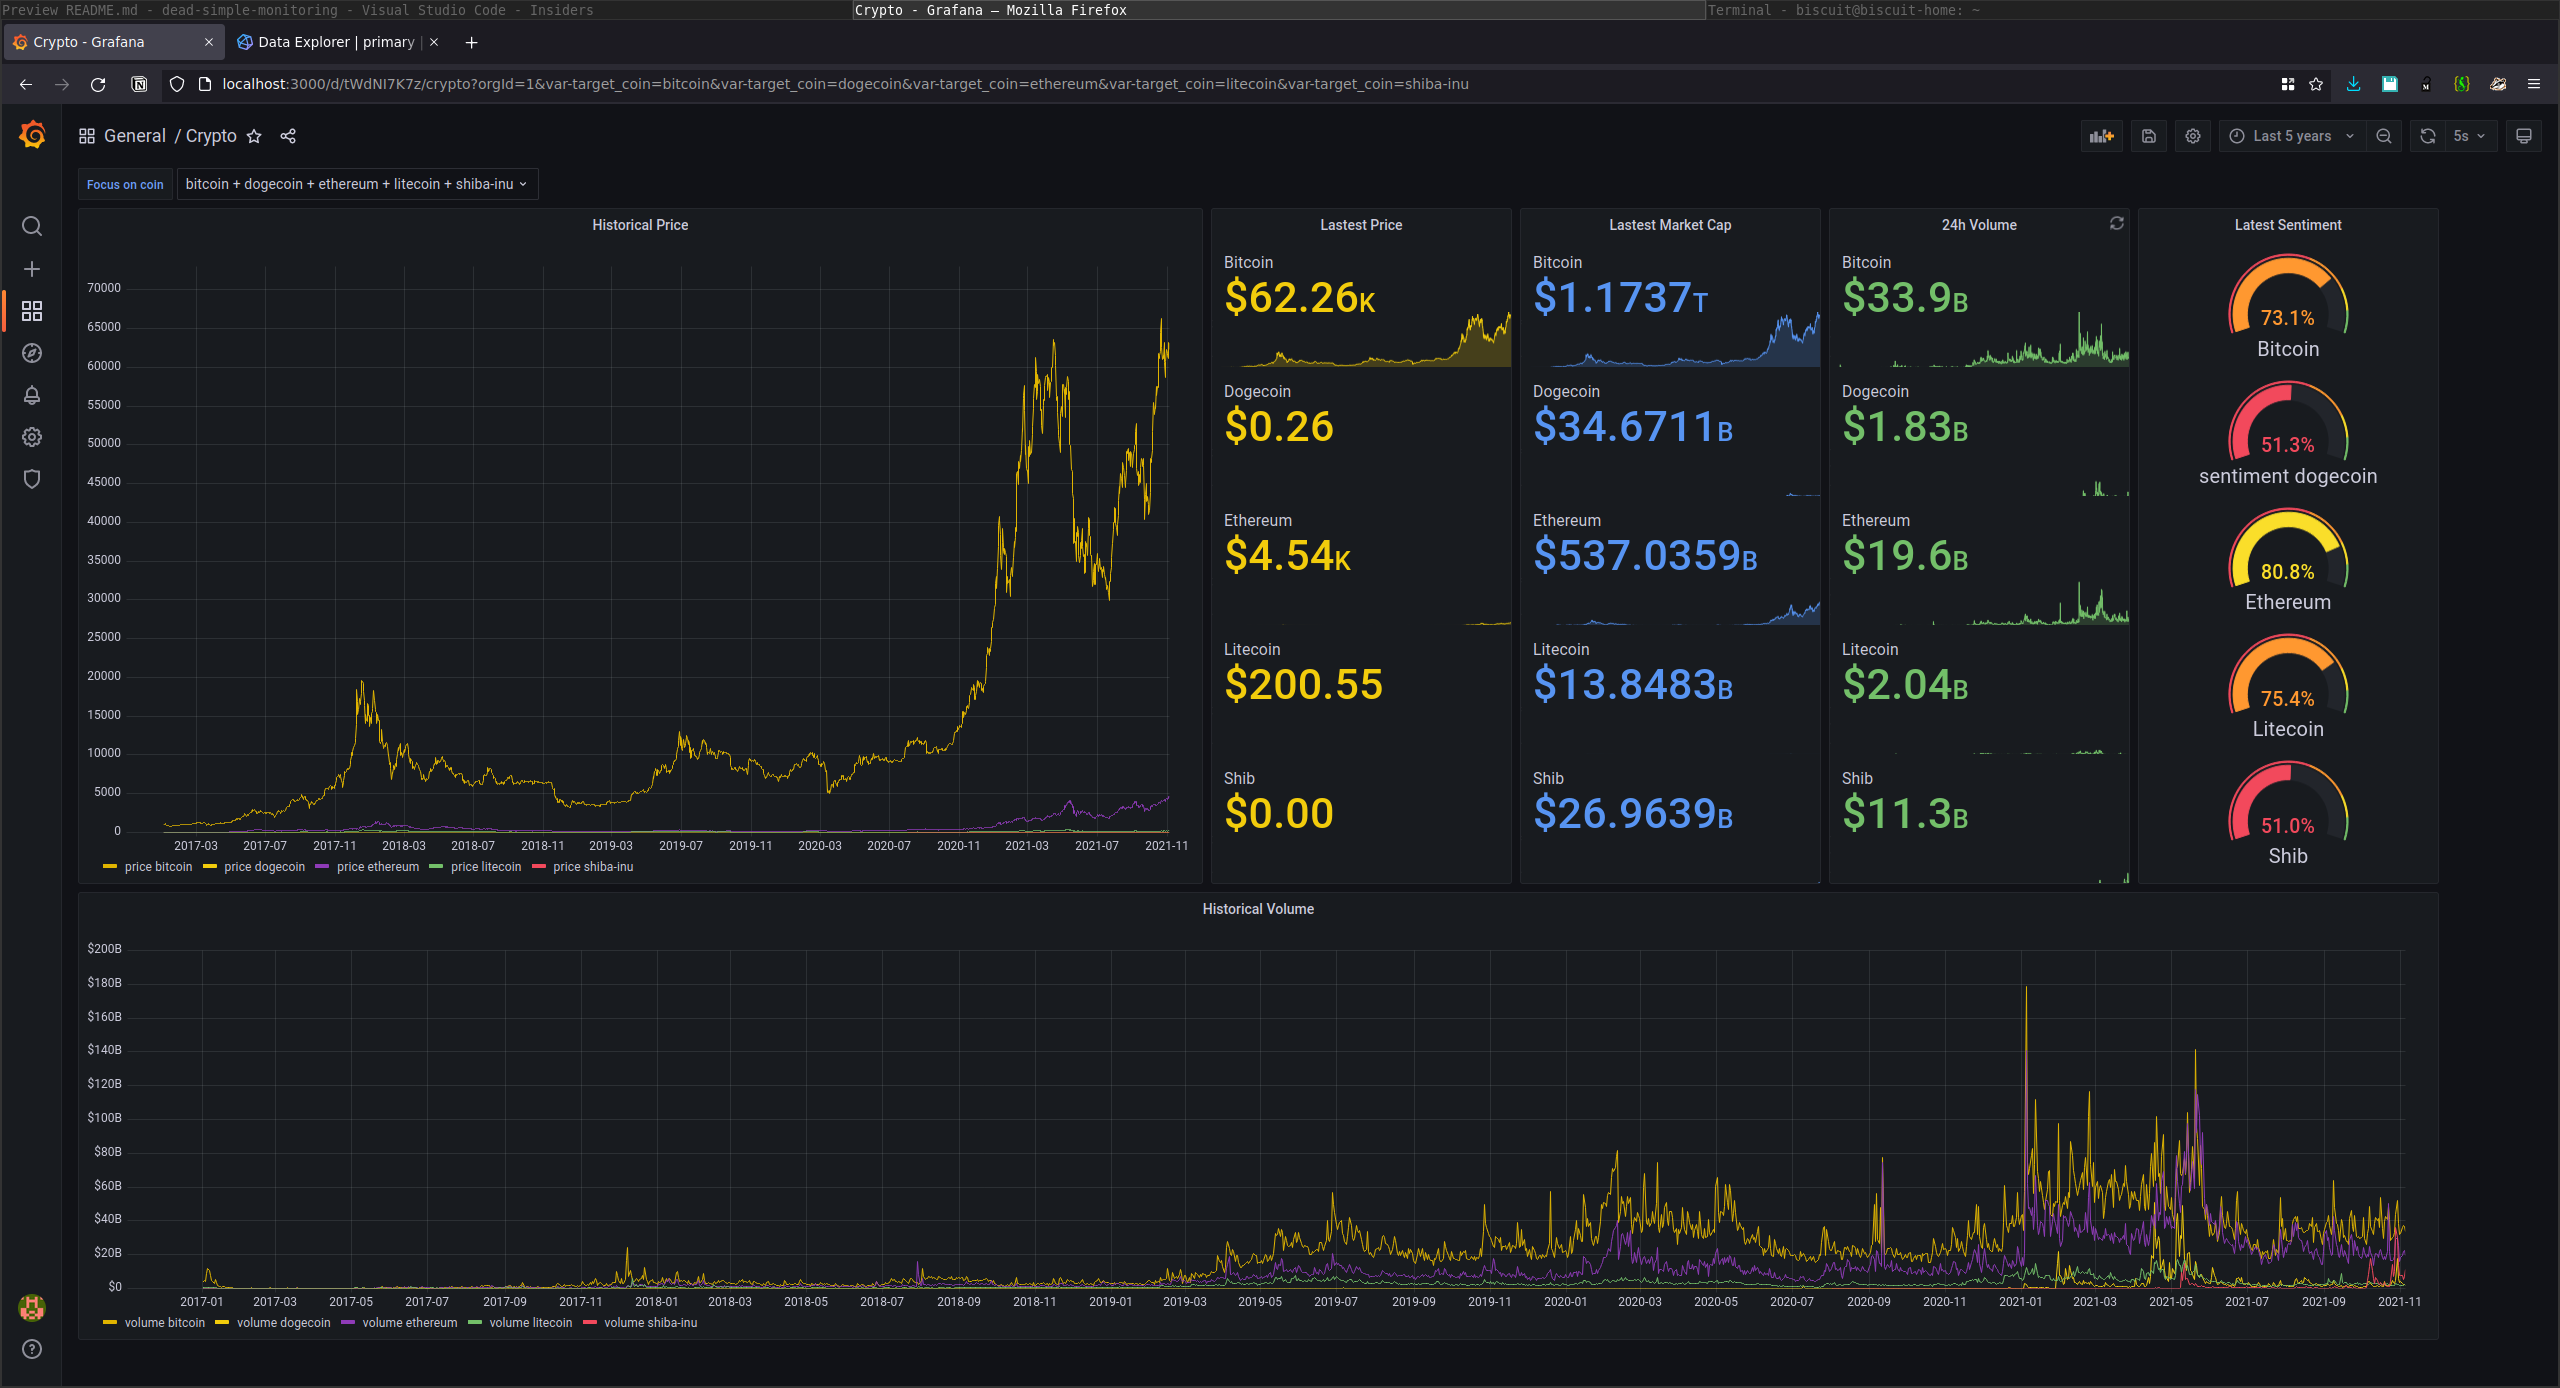 Preview README.md - dead-simple-monitoring - Visual Studio Code - Insiders
Crypto - Grafana — Mozilla Firefox
Terminal - biscuit@biscuit-home: ~
Crypto - Grafana
Data Explorer | primary |
localhost:3000/d/tWdNI7K7z/crypto?orgId=1&var-target_coin=bitcoin&var-target_coin=dogecoin&var-target_coin=ethereum&var-target_coin=litecoin&var-target_coin=shiba-inu
General / Crypto
Last 5 years
5s
Focus on coin
bitcoin + dogecoin + ethereum + litecoin + shiba-inu
Historical Price
70000
65000
60000
55000
50000
45000
40000
35000
30000
25000
20000
15000
10000
5000
0
2017-03 2017-07 2017-11 2018-03 2018-07 2018-11 2019-03 2019-07 2019-11 2020-03 2020-07 2020-11 2021-03 2021-07 2021-11
price bitcoin price dogecoin price ethereum price litecoin price shiba-inu
Lastest Price
Bitcoin
$62.26K
Dogecoin
$0.26
Ethereum
$4.54K
Litecoin
$200.55
Shib
$0.00
Lastest Market Cap
Bitcoin
$1.1737T
Dogecoin
$34.6711B
Ethereum
$537.0359B
Litecoin
$13.8483B
Shib
$26.9639B
24h Volume
Bitcoin
$33.9B
Dogecoin
$1.83B
Ethereum
$19.6B
Litecoin
$2.04B
Shib
$11.3B
Latest Sentiment
73.1%
Bitcoin
51.3%
sentiment dogecoin
80.8%
Ethereum
75.4%
Litecoin
51.0%
Shib
Historical Volume
$200B
$180B
$160B
$140B
$120B
$100B
$80B
$60B
$40B
$20B
$0
2017-01 2017-03 2017-05 2017-07 2017-09 2017-11 2018-01 2018-03 2018-05 2018-07 2018-09 2018-11 2019-01 2019-03 2019-05 2019-07 2019-09 2019-11 2020-01 2020-03 2020-05 2020-07 2020-09 2020-11 2021-01 2021-03 2021-05 2021-07 2021-09 2021-11
volume bitcoin volume dogecoin volume ethereum volume litecoin volume shiba-inu